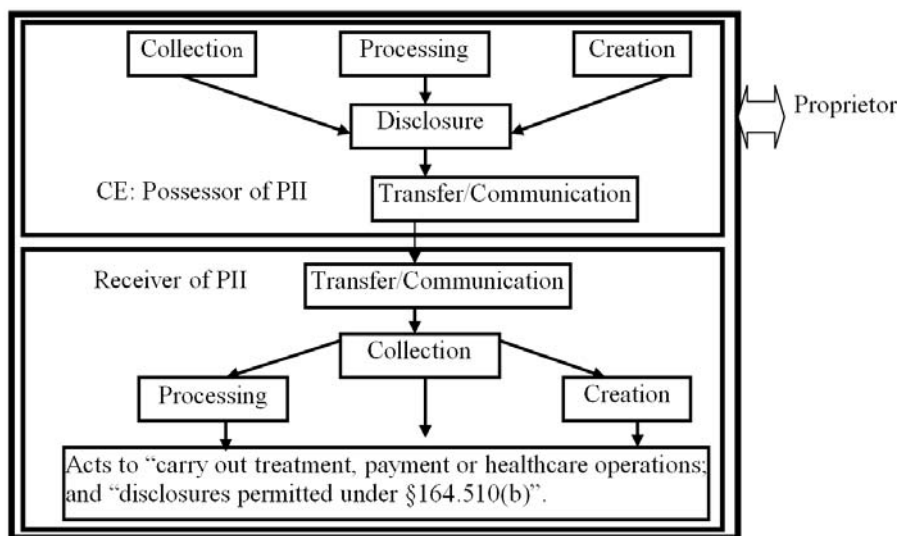 Collection
Processing
Creation
Proprietor
Disclosure
CE: Possessor of PII
Transfer/Communication
Receiver of PII
Transfer/Communication
Collection
Processing
Creation
Acts to “carry out treatment, payment or healthcare operations;
and “disclosures permitted under §164.510(b)”.